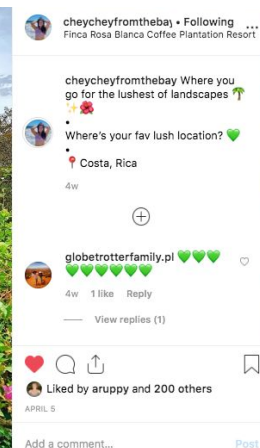 cheycheyfromthebay • Following ...
Finca Rosa Blanca Coffee Plantation Resort
cheycheyfromthebay Where you
go for the lushest of landscapes 🌴
✨🌺
•
Where's your fav lush location? 💚
•
📍 Costa, Rica
4w
globetrotterfamily.pl 💚💚💚
💚💚💚💚💚💚
4w 1 like Reply
View replies (1)
Liked by aruppy and 200 others
APRIL 5
Add a comment...
Post